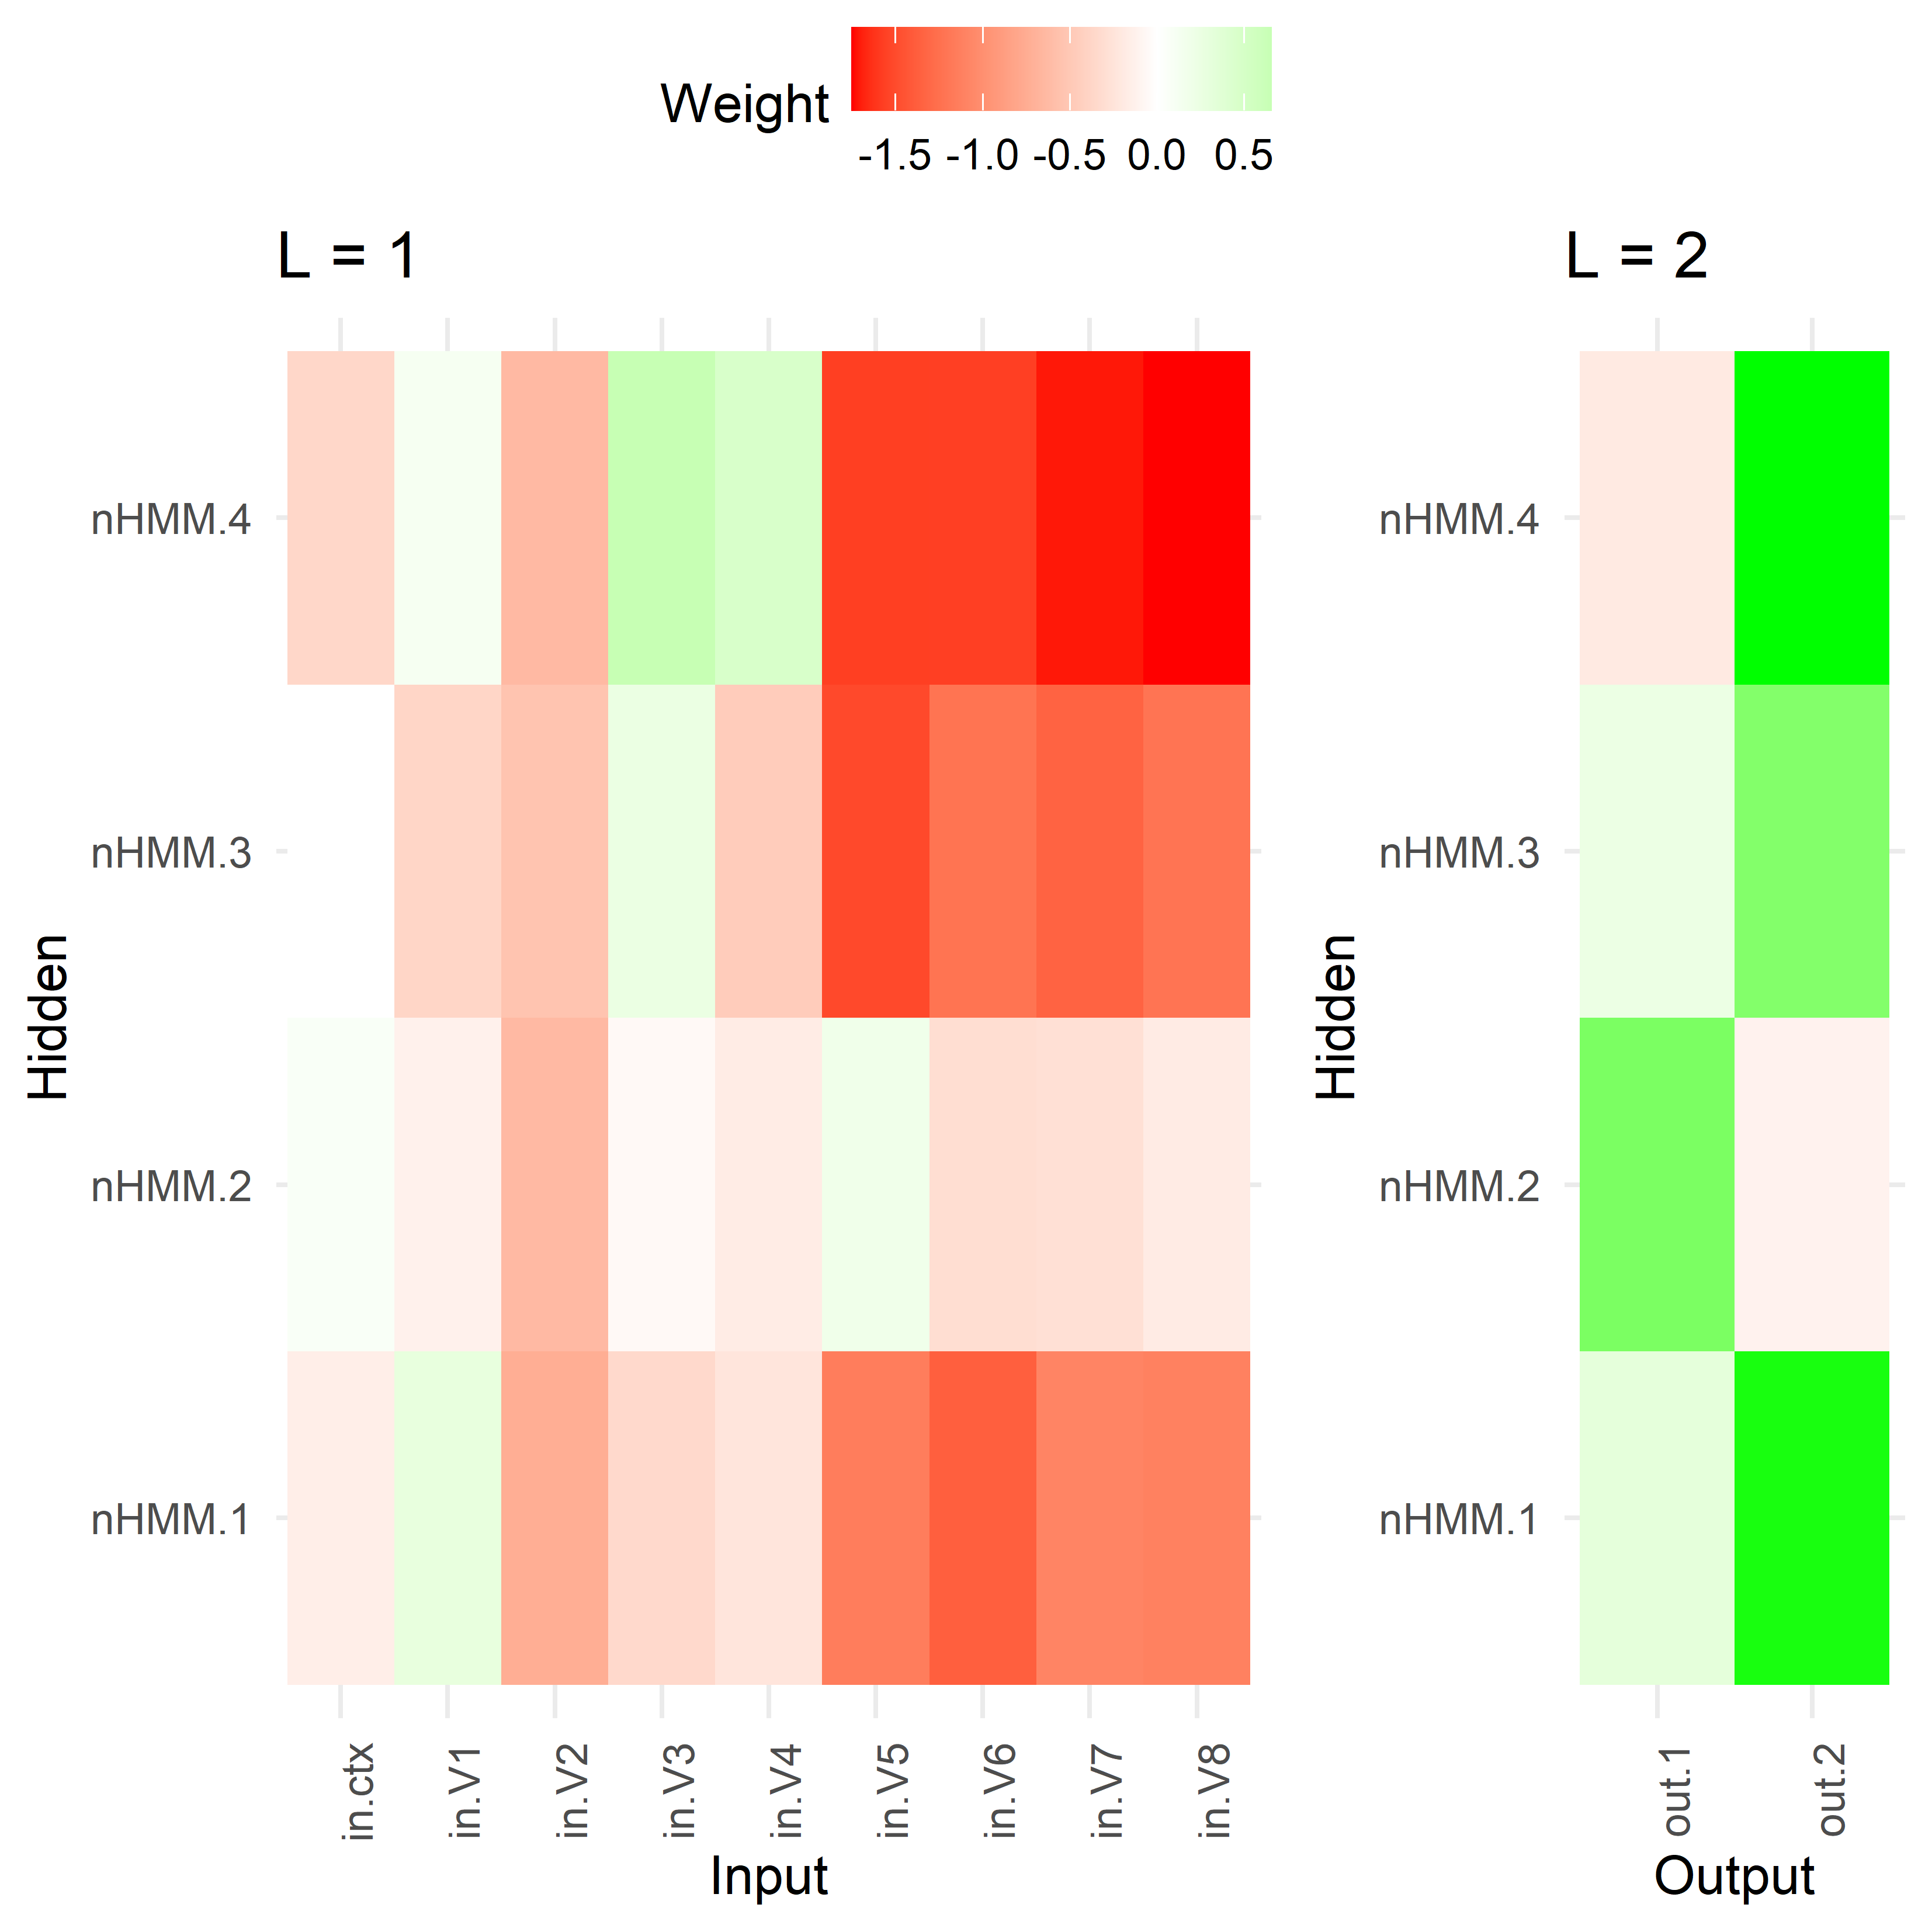 Weight
-1.5 -1.0 -0.5 0.0 0.5
L = 1
nHMM.4
nHMM.3
nHMM.2
nHMM.1
Hidden
in.ctx in.V1 in.V2 in.V3 in.V4 in.V5 in.V6 in.V7 in.V8
Input
L = 2
nHMM.4
nHMM.3
nHMM.2
nHMM.1
Hidden
out.1 out.2
Output